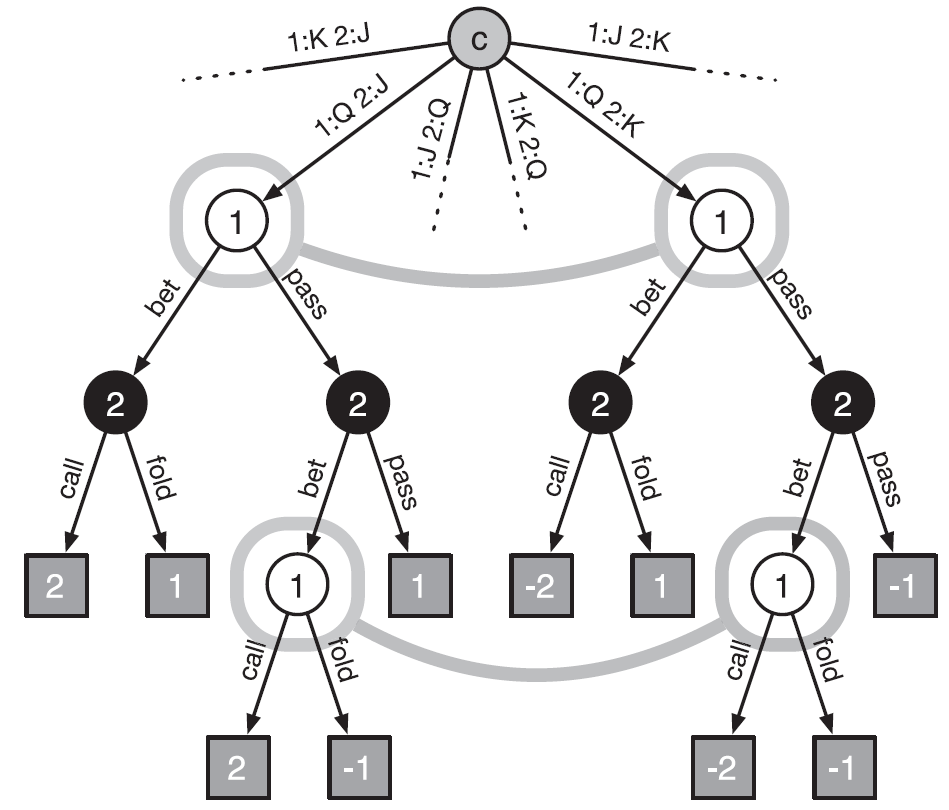 c
1:K 2:J
1:J 2:K
1:Q 2:J
1:J 2:Q
1:K 2:Q
1:Q 2:K
1
1
bet
pass
bet
pass
2
2
2
2
call
fold
bet
pass
call
fold
bet
pass
2
1
1
1
-2
1
1
-1
call
fold
call
fold
2
-1
-2
-1